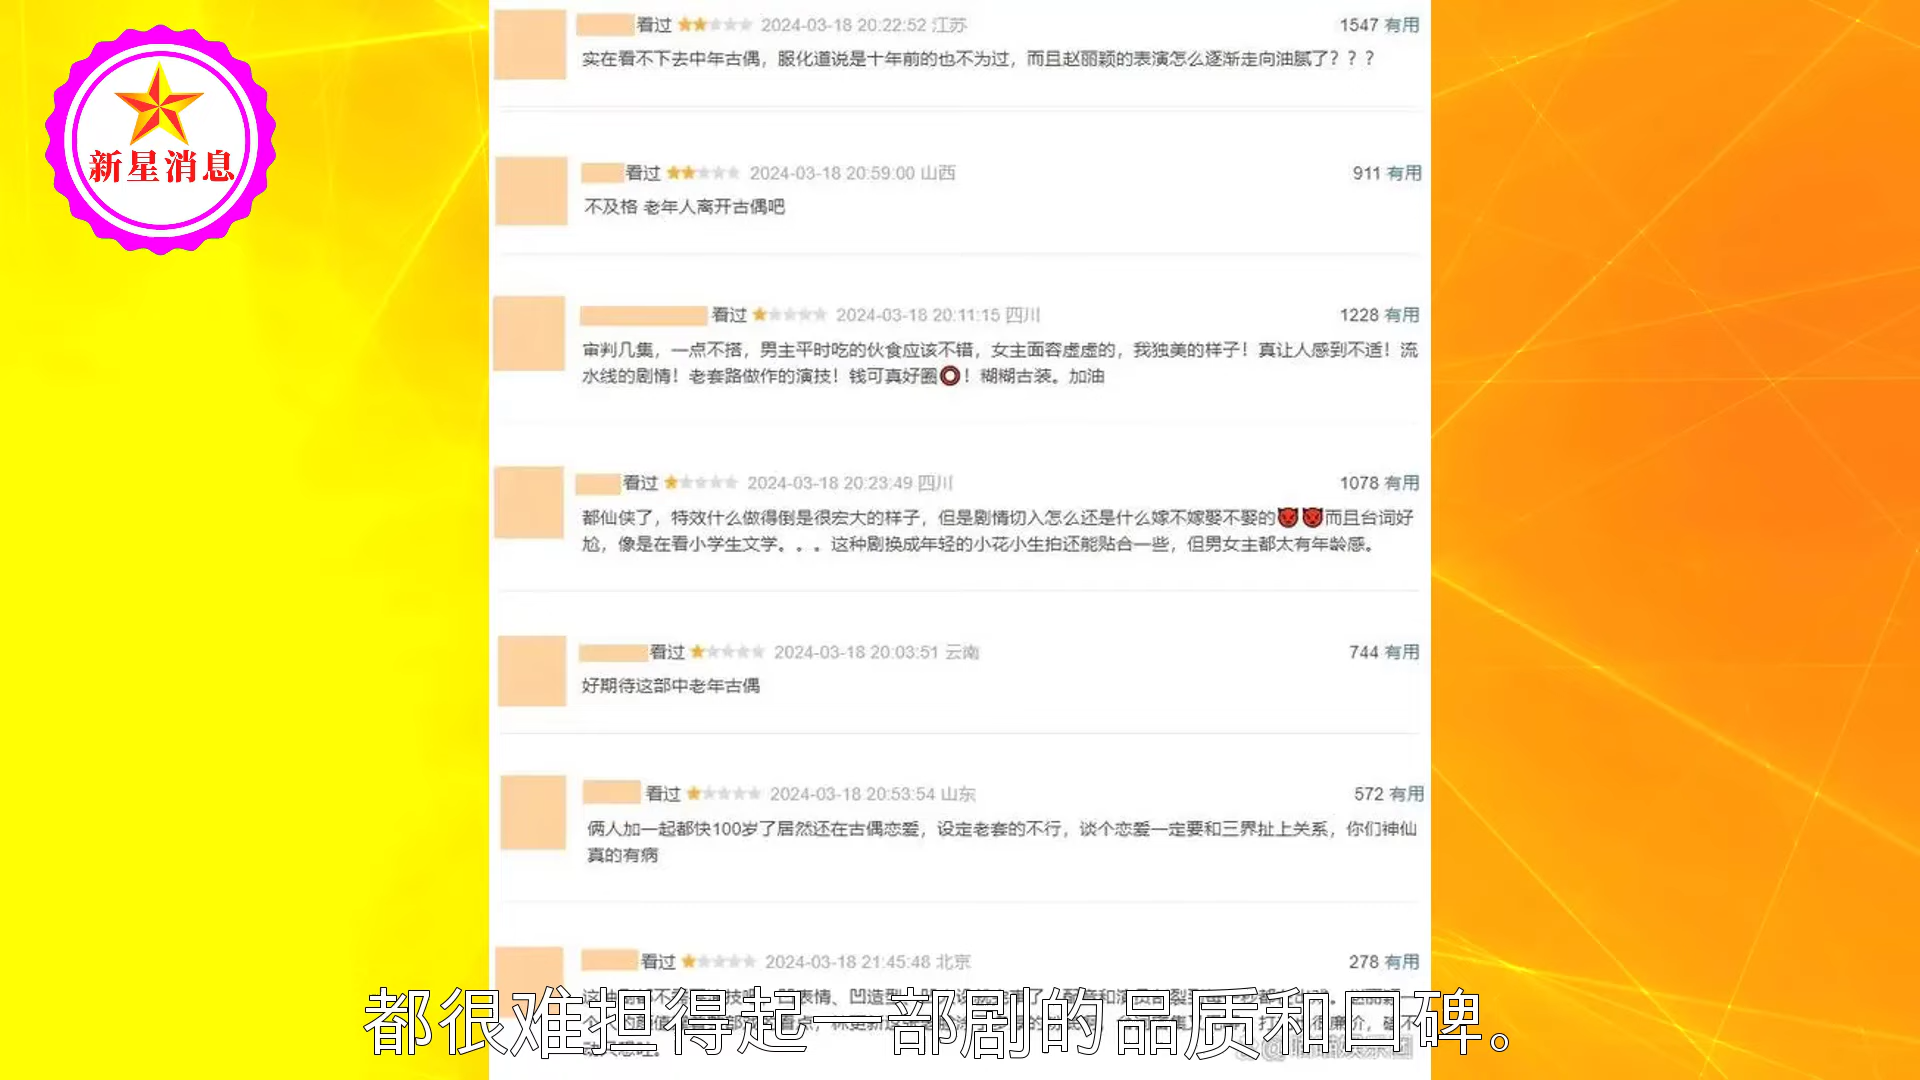 新星消息
看过 2024-03-18 20:22:52 江苏 1547 有用
实在看不下去中年古偶，服化道说是十年前的也不为过，而且赵丽颖的表演怎么逐渐走向油腻了？？？
看过 2024-03-18 20:59:00 山西 911 有用
不及格 老年人离开古偶吧
看过 2024-03-18 20:11:15 四川 1228 有用
审判几集，一点不搭，男主平时吃的伙食应该不错，女主面容虚虚的，我独美的样子！真让人感到不适！流
水线的剧情！老套路做作的演技！钱可真好圈⭕！糊糊古装。加油
看过 2024-03-18 20:23:49 四川 1078 有用
都仙侠了，特效什么做得倒是很宏大的样子，但是剧情切入怎么还是什么嫁不嫁娶不娶的👿👿而且台词好
尬，像是在看小学生文学。。。这种剧换成年轻的小花小生拍还能贴合一些，但男女主都太有年龄感。
看过 2024-03-18 20:03:51 云南 744 有用
好期待这部中老年古偶
看过 2024-03-18 20:53:54 山东 572 有用
俩人加一起都快100岁了居然还在古偶恋爱，设定老套的不行，谈个恋爱一定要和三界扯上关系，你们神仙
真的有病
看过 2024-03-18 21:45:48 北京 278 有用
都很难担得起一部剧的品质和口碑。